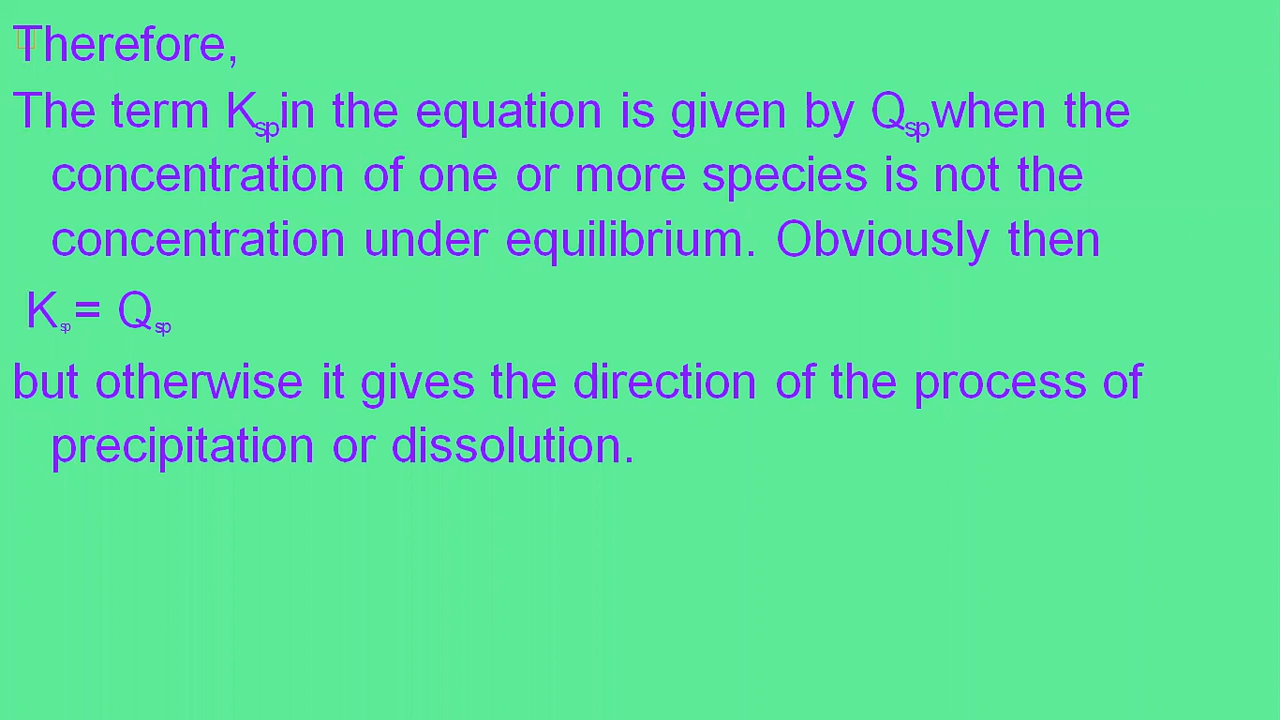 Therefore,
The term Ksp in the equation is given by Qsp when the
concentration of one or more species is not the
concentration under equilibrium. Obviously then
Ksp = Qsp
but otherwise it gives the direction of the process of
precipitation or dissolution.